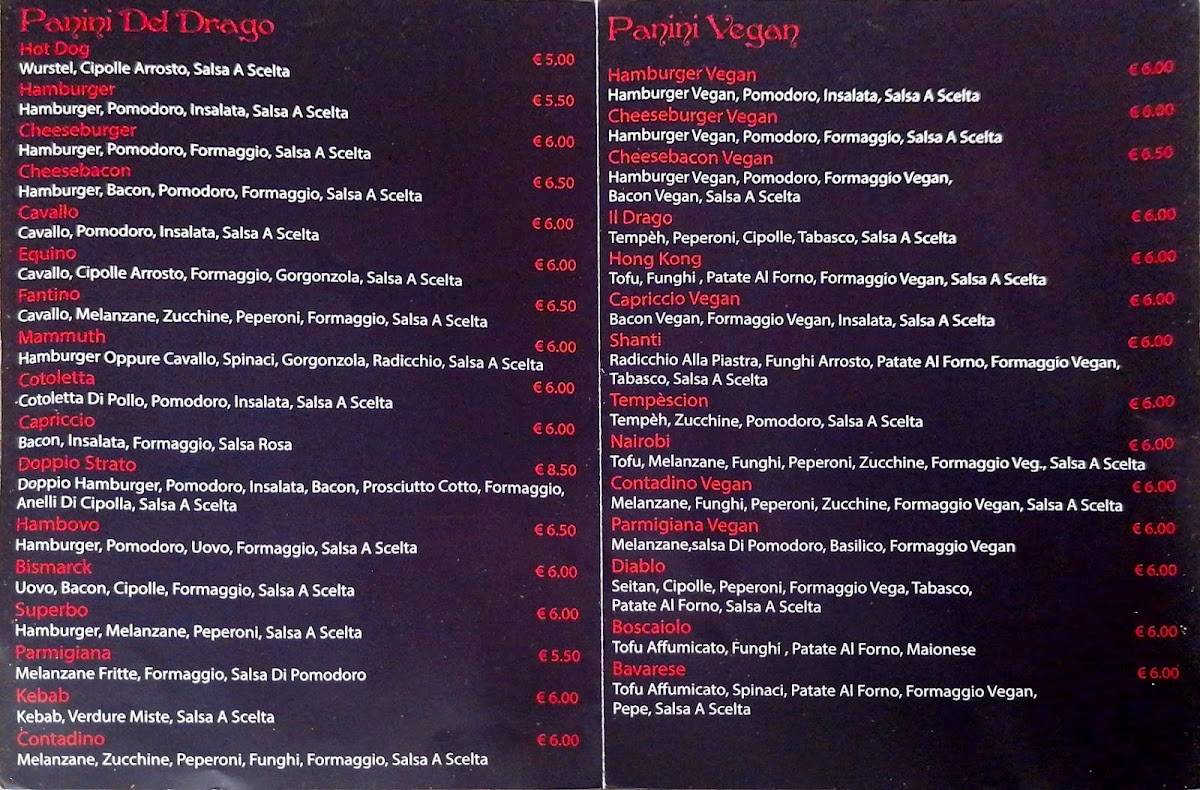 Panini Del Drago
Hot Dog € 5,00
Wurstel, Cipolle Arrosto, Salsa A Scelta
Hamburger € 5.50
Hamburger, Pomodoro, Insalata, Salsa A Scelta
Cheeseburger € 6.00
Hamburger, Pomodoro, Formaggio, Salsa A Scelta
Cheesebacon € 6.50
Hamburger, Bacon, Pomodoro, Formaggio, Salsa A Scelta
Cavallo € 6.00
Cavallo, Pomodoro, Insalata, Salsa A Scelta
Equino € 6.00
Cavallo, Cipolle Arrosto, Formaggio, Gorgonzola, Salsa A Scelta
Fantino € 6.50
Cavallo, Melanzane, Zucchine, Peperoni, Formaggio, Salsa A Scelta
Mammuth € 6.00
Hamburger Oppure Cavallo, Spinaci, Gorgonzola, Radicchio, Salsa A Scelta
Cotoletta € 6.00
Cotoletta Di Pollo, Pomodoro, Insalata, Salsa A Scelta
Capriccio € 6.00
Bacon, Insalata, Formaggio, Salsa Rosa
Doppio Strato € 8.50
Doppio Hamburger, Pomodoro, Insalata, Bacon, Prosciutto Cotto, Formaggio,
Anelli Di Cipolla, Salsa A Scelta
Hambovo € 6.50
Hamburger, Pomodoro, Uovo, Formaggio, Salsa A Scelta
Bismarck € 6.00
Uovo, Bacon, Cipolle, Formaggio, Salsa A Scelta
Superbo € 6.00
Hamburger, Melanzane, Peperoni, Salsa A Scelta
Parmigiana € 5.50
Melanzane Fritte, Formaggio, Salsa Di Pomodoro
Kebab € 6.00
Kebab, Verdure Miste, Salsa A Scelta
Contadino € 6.00
Melanzane, Zucchine, Peperoni, Funghi, Formaggio, Salsa A Scelta
Panini Vegan
Hamburger Vegan € 6.00
Hamburger Vegan, Pomodoro, Insalata, Salsa A Scelta
Cheeseburger Vegan € 6.00
Hamburger Vegan, Pomodoro, Formaggio, Salsa A Scelta
Cheesebacon Vegan € 6.50
Hamburger Vegan, Pomodoro, Formaggio Vegan,
Bacon Vegan, Salsa A Scelta
Il Drago € 6.00
Tempèh, Peperoni, Cipolle, Tabasco, Salsa A Scelta
Hong Kong € 6.00
Tofu, Funghi , Patate Al Forno, Formaggio Vegan, Salsa A Scelta
Capriccio Vegan € 6.00
Bacon Vegan, Formaggio Vegan, Insalata, Salsa A Scelta
Shanti € 6.00
Radicchio Alla Piastra, Funghi Arrosto, Patate Al Forno, Formaggio Vegan,
Tabasco, Salsa A Scelta
Tempèscion € 6.00
Tempèh, Zucchine, Pomodoro, Salsa A Scelta
Nairobi € 6.00
Tofu, Melanzane, Funghi, Peperoni, Zucchine, Formaggio Veg., Salsa A Scelta
Contadino Vegan € 6.00
Melanzane, Funghi, Peperoni, Zucchine, Formaggio Vegan, Salsa A Scelta
Parmigiana Vegan € 6.00
Melanzane,salsa Di Pomodoro, Basilico, Formaggio Vegan
Diablo € 6.00
Seitan, Cipolle, Peperoni, Formaggio Vega, Tabasco,
Patate Al Forno, Salsa A Scelta
Boscaiolo € 6.00
Tofu Affumicato, Funghi , Patate Al Forno, Maionese
Bavarese € 6.00
Tofu Affumicato, Spinaci, Patate Al Forno, Formaggio Vegan,
Pepe, Salsa A Scelta